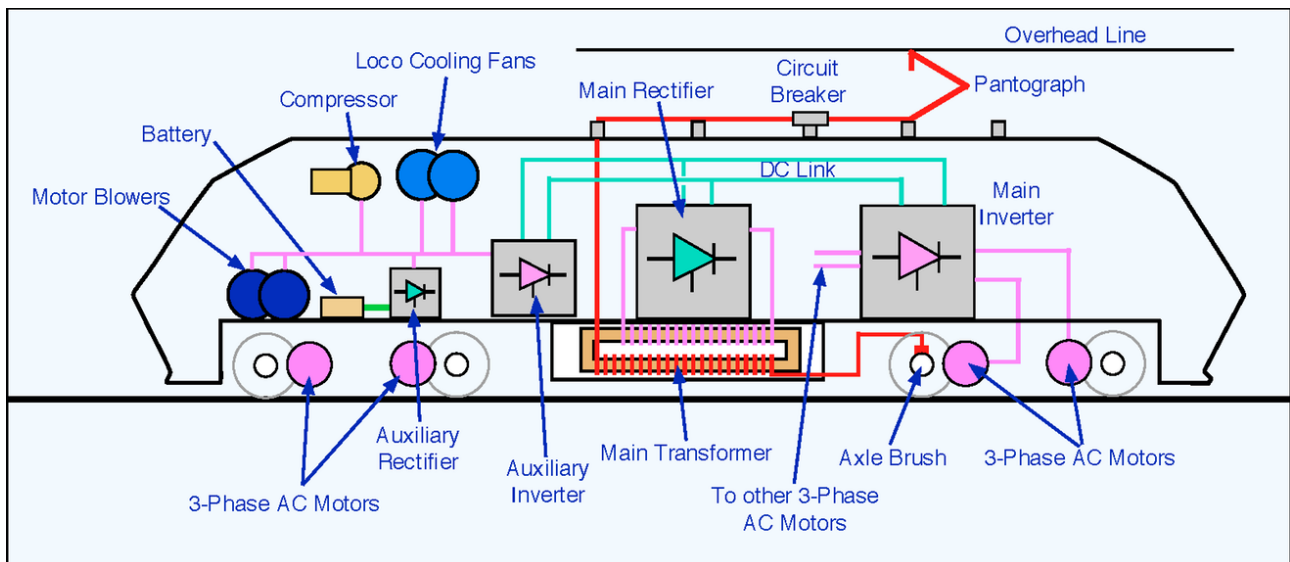 Overhead Line
Loco Cooling Fans
Circuit
Breaker
Main Rectifier
Pantograph
Compressor
Battery
DC Link
Motor Blowers
Main
Inverter
Auxiliary
Rectifier
Main Transformer
Axle Brush
3-Phase AC Motors
Auxiliary
Inverter
3-Phase AC Motors
To other 3-Phase
AC Motors